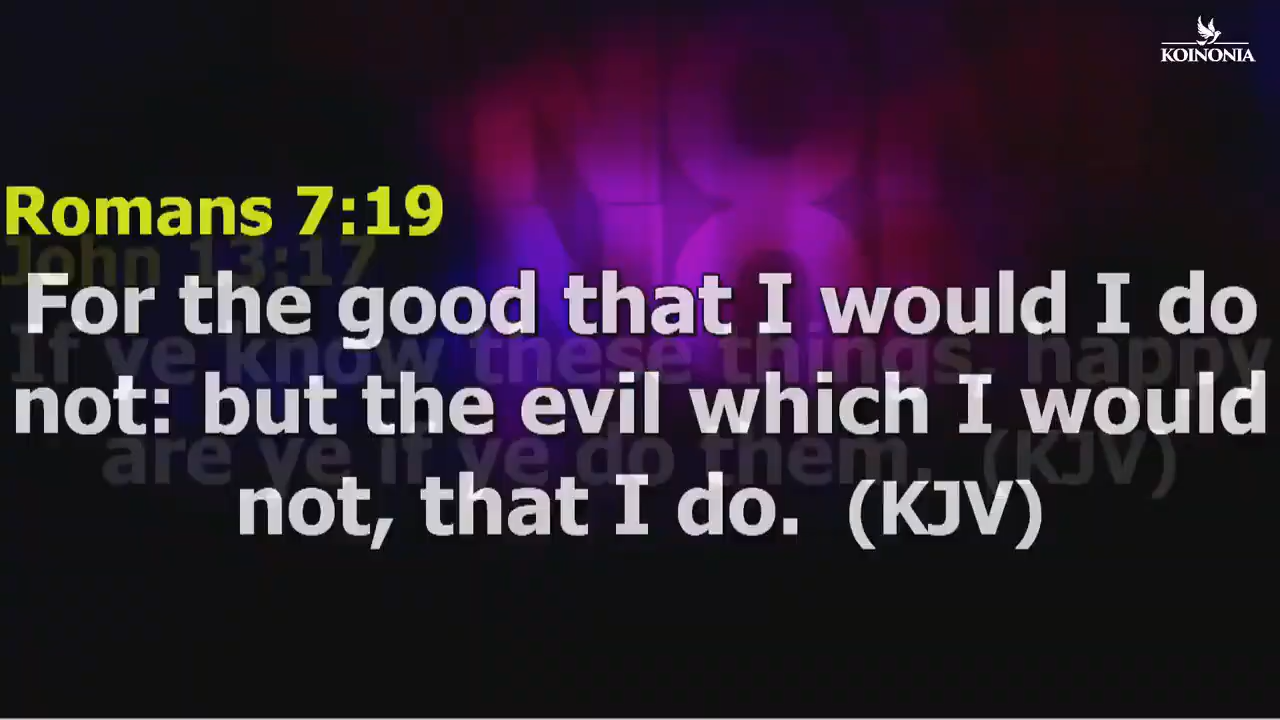 KOINONIA
Romans 7:19
John 13:17
For the good that I would I do
If ye know these things, happy
not: but the evil which I would
are ye if ye do them. (KJV)
not, that I do. (KJV)